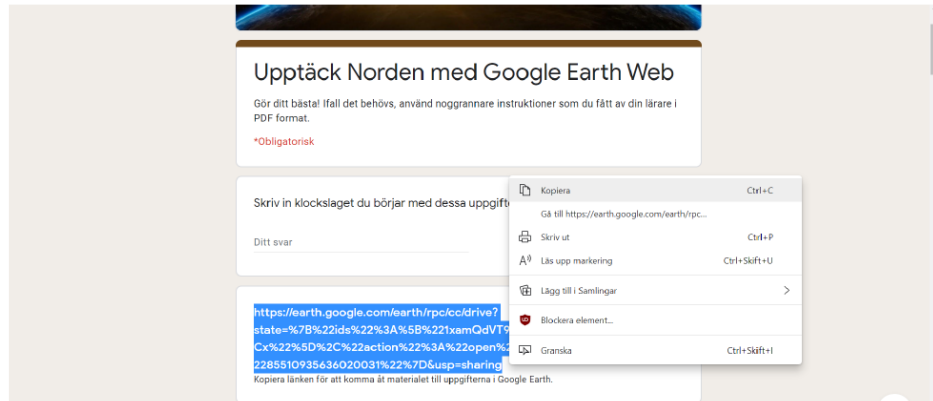 Upptäck Norden med Google Earth Web
Gör ditt bästa! Ifall det behövs, använd noggrannare instruktioner som du fått av din lärare i
PDF format.
*Obligatorisk
Skriv in klockslaget du börjar med dessa uppgifte
Ditt svar
https://earth.google.com/earth/rpc/cc/drive?
state=%7B%22ids%22%3A%5B%221xamQdVT9
Cx%22%5D%2C%22action%22%3A%22open%2
2285510935636020031%22%7D&usp=sharing
Kopiera länken för att komma åt materialet till uppgifterna i Google Earth.
Kopiera Ctrl+C
Gå till https://earth.google.com/earth/rpc...
Skriv ut Ctrl+P
Läs upp markering Ctrl+Skift+U
Lägg till i Samlingar
Blockera element...
Granska Ctrl+Skift+I